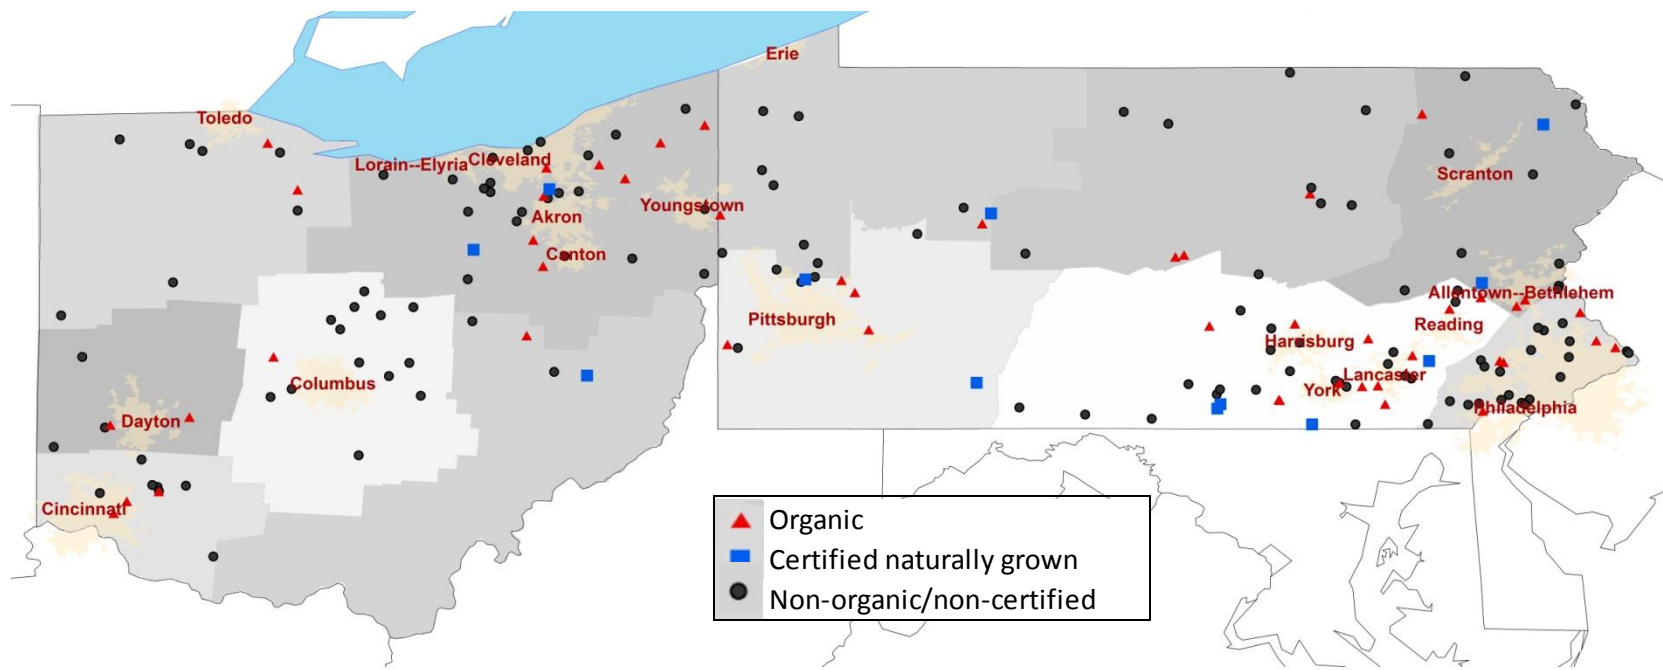 Erie
Toledo
Lorain--Elyria
Cleveland
Scranton
Youngstown
Akron
Canton
Allentown--Bethlehem
Pittsburgh
Reading
Harrisburg
Columbus
Lancaster
York
Dayton
Philadelphia
Cincinnati
Organic
Certified naturally grown
Non-organic/non-certified